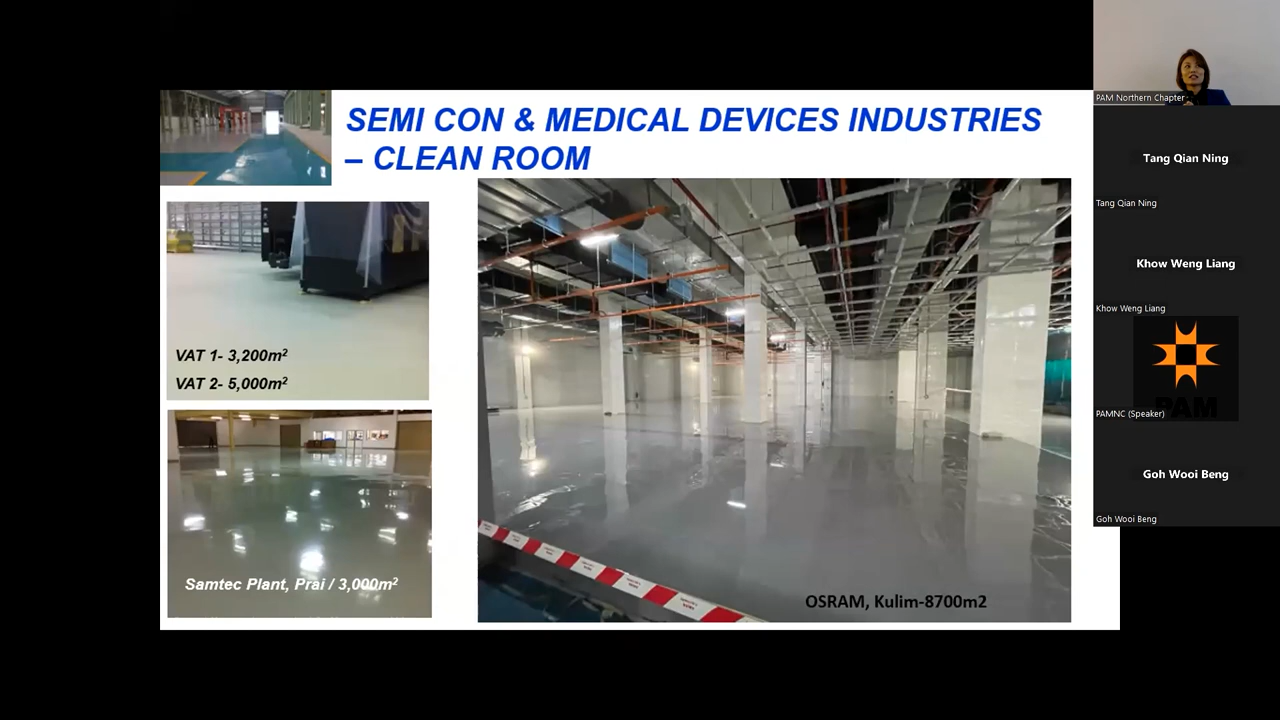 SEMI CON & MEDICAL DEVICES INDUSTRIES
– CLEAN ROOM
VAT 1- 3,200m²
VAT 2- 5,000m²
Samtec Plant, Prai / 3,000m²
OSRAM, Kulim-8700m2
PAM Northern Chapter
Tang Qian Ning
Tang Qian Ning
Khow Weng Liang
Khow Weng Liang
PAM
PAMNC (Speaker)
Goh Wooi Beng
Goh Wooi Beng